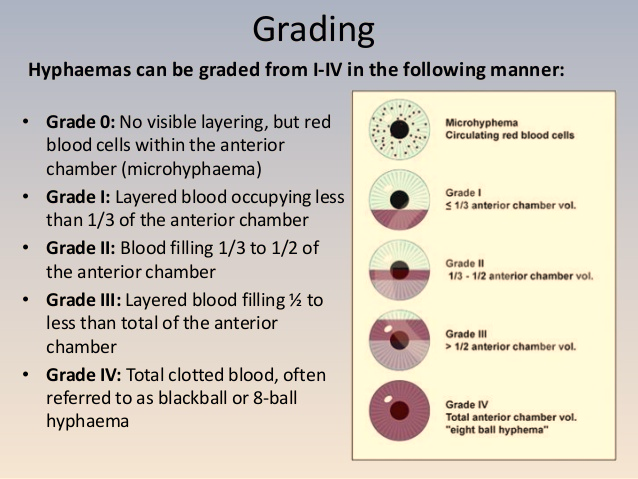 Grading
Hyphaemas can be graded from I-IV in the following manner:
• Grade 0: No visible layering, but red
blood cells within the anterior
chamber (microhyphaema)
• Grade I: Layered blood occupying less
than 1/3 of the anterior chamber
• Grade II: Blood filling 1/3 to 1/2 of
the anterior chamber
• Grade III: Layered blood filling ½ to
less than total of the anterior
chamber
• Grade IV: Total clotted blood, often
referred to as blackball or 8-ball
hyphaema
Microhyphema
Circulating red blood cells
Grade I
≤ 1/3 anterior chamber vol.
Grade II
1/3 - 1/2 anterior chamber vol.
Grade III
> 1/2 anterior chamber vol.
Grade IV
Total anterior chamber vol.
"eight ball hyphema"